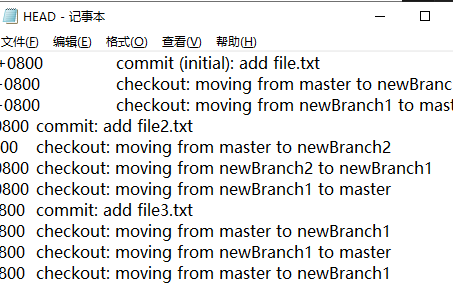 HEAD - 记事本
文件(F) 编辑(E) 格式(O) 查看(V) 帮助(H)
+0800 commit (initial): add file.txt
0800 checkout: moving from master to newBranc
0800 checkout: moving from newBranch1 to mast
0800 commit: add file2.txt
00 checkout: moving from master to newBranch2
0800 checkout: moving from newBranch2 to newBranch1
0800 checkout: moving from newBranch1 to master
800 commit: add file3.txt
800 checkout: moving from master to newBranch1
800 checkout: moving from newBranch1 to master
800 checkout: moving from master to newBranch1